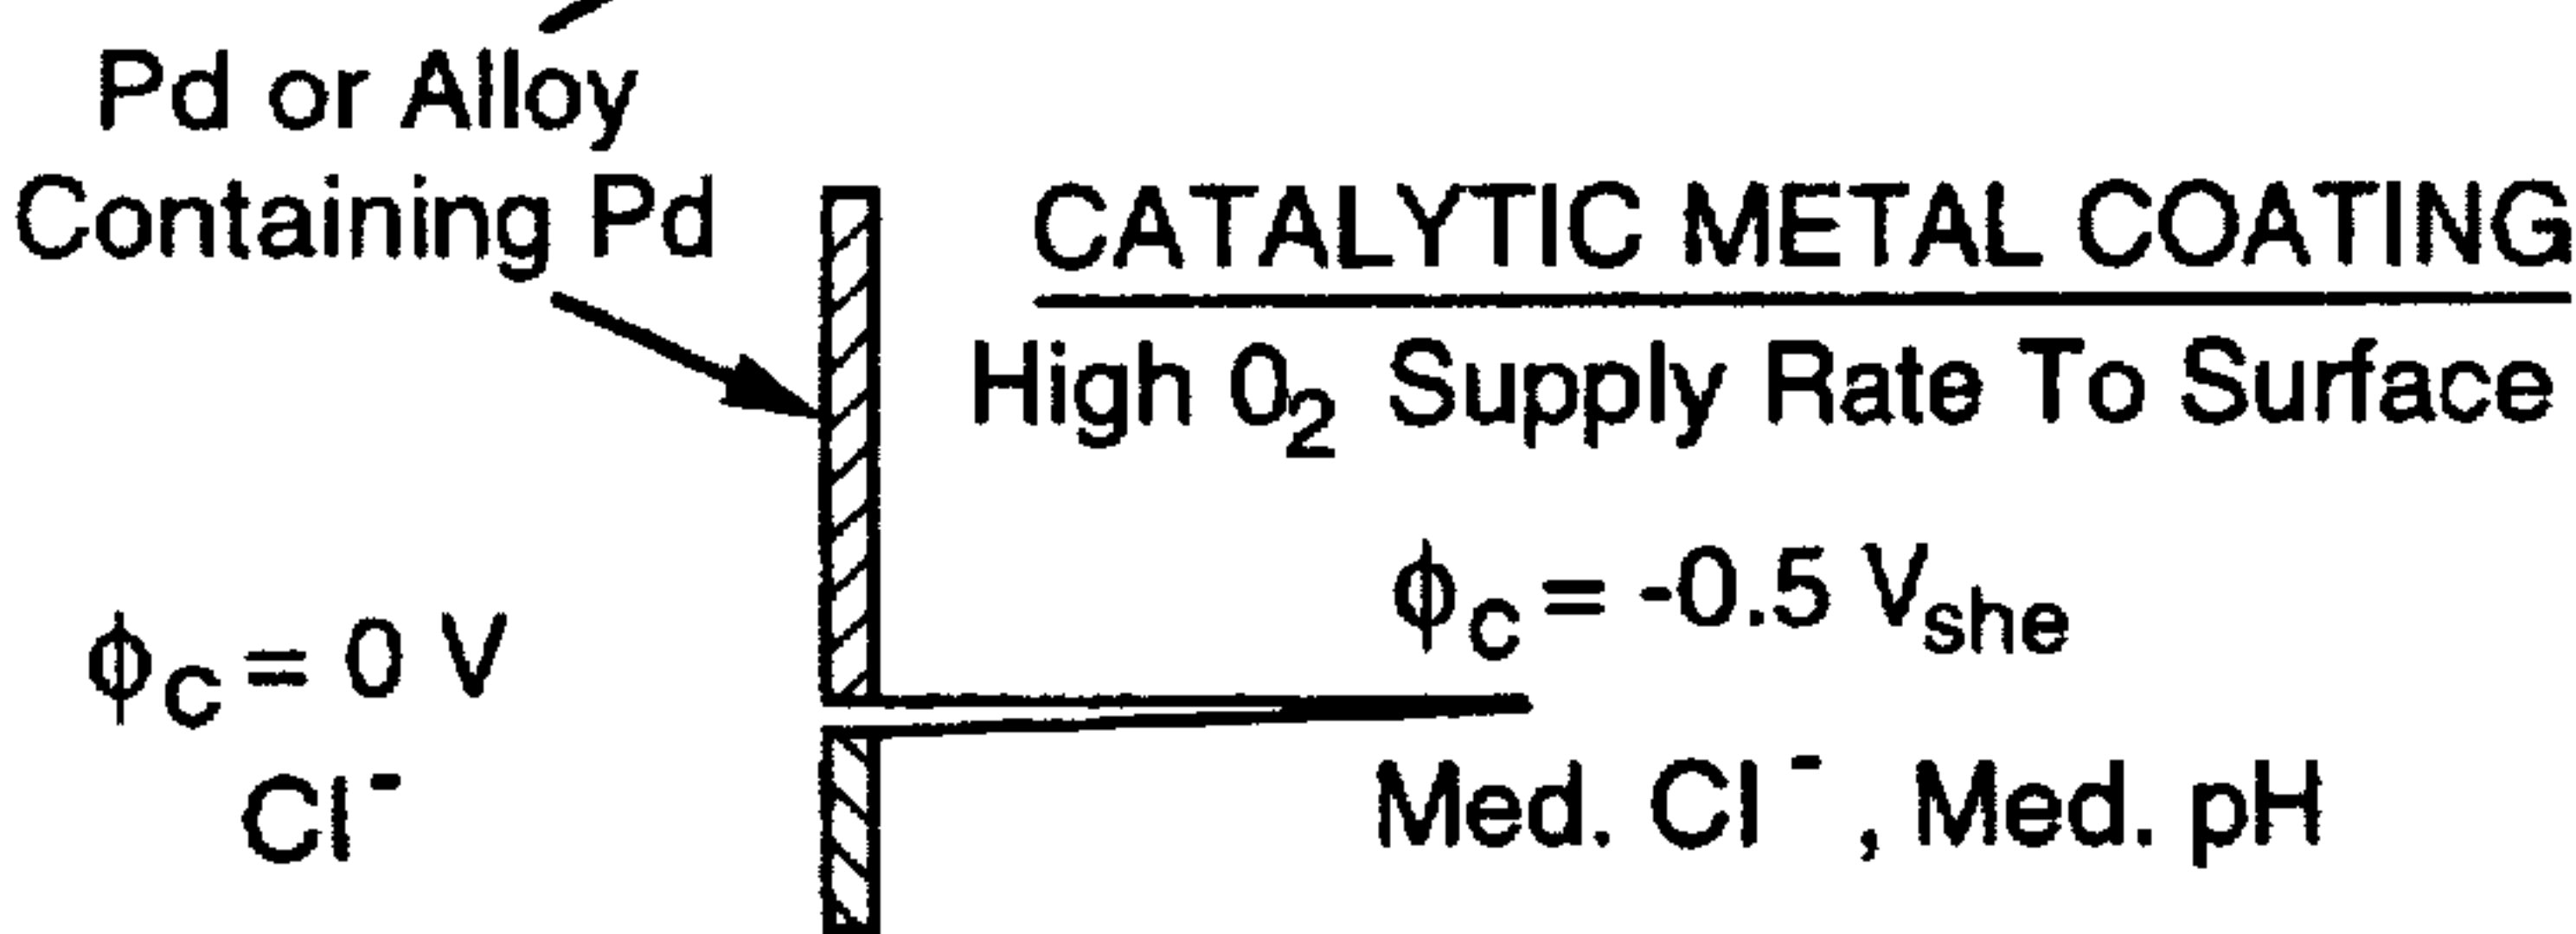 Pd or Alloy
Containing Pd
CATALYTIC METAL COATING
High 0₂ Supply Rate To Surface
ϕc = -0.5 Vshe
ϕc = 0 V
Cl⁻
Med. Cl⁻, Med. pH